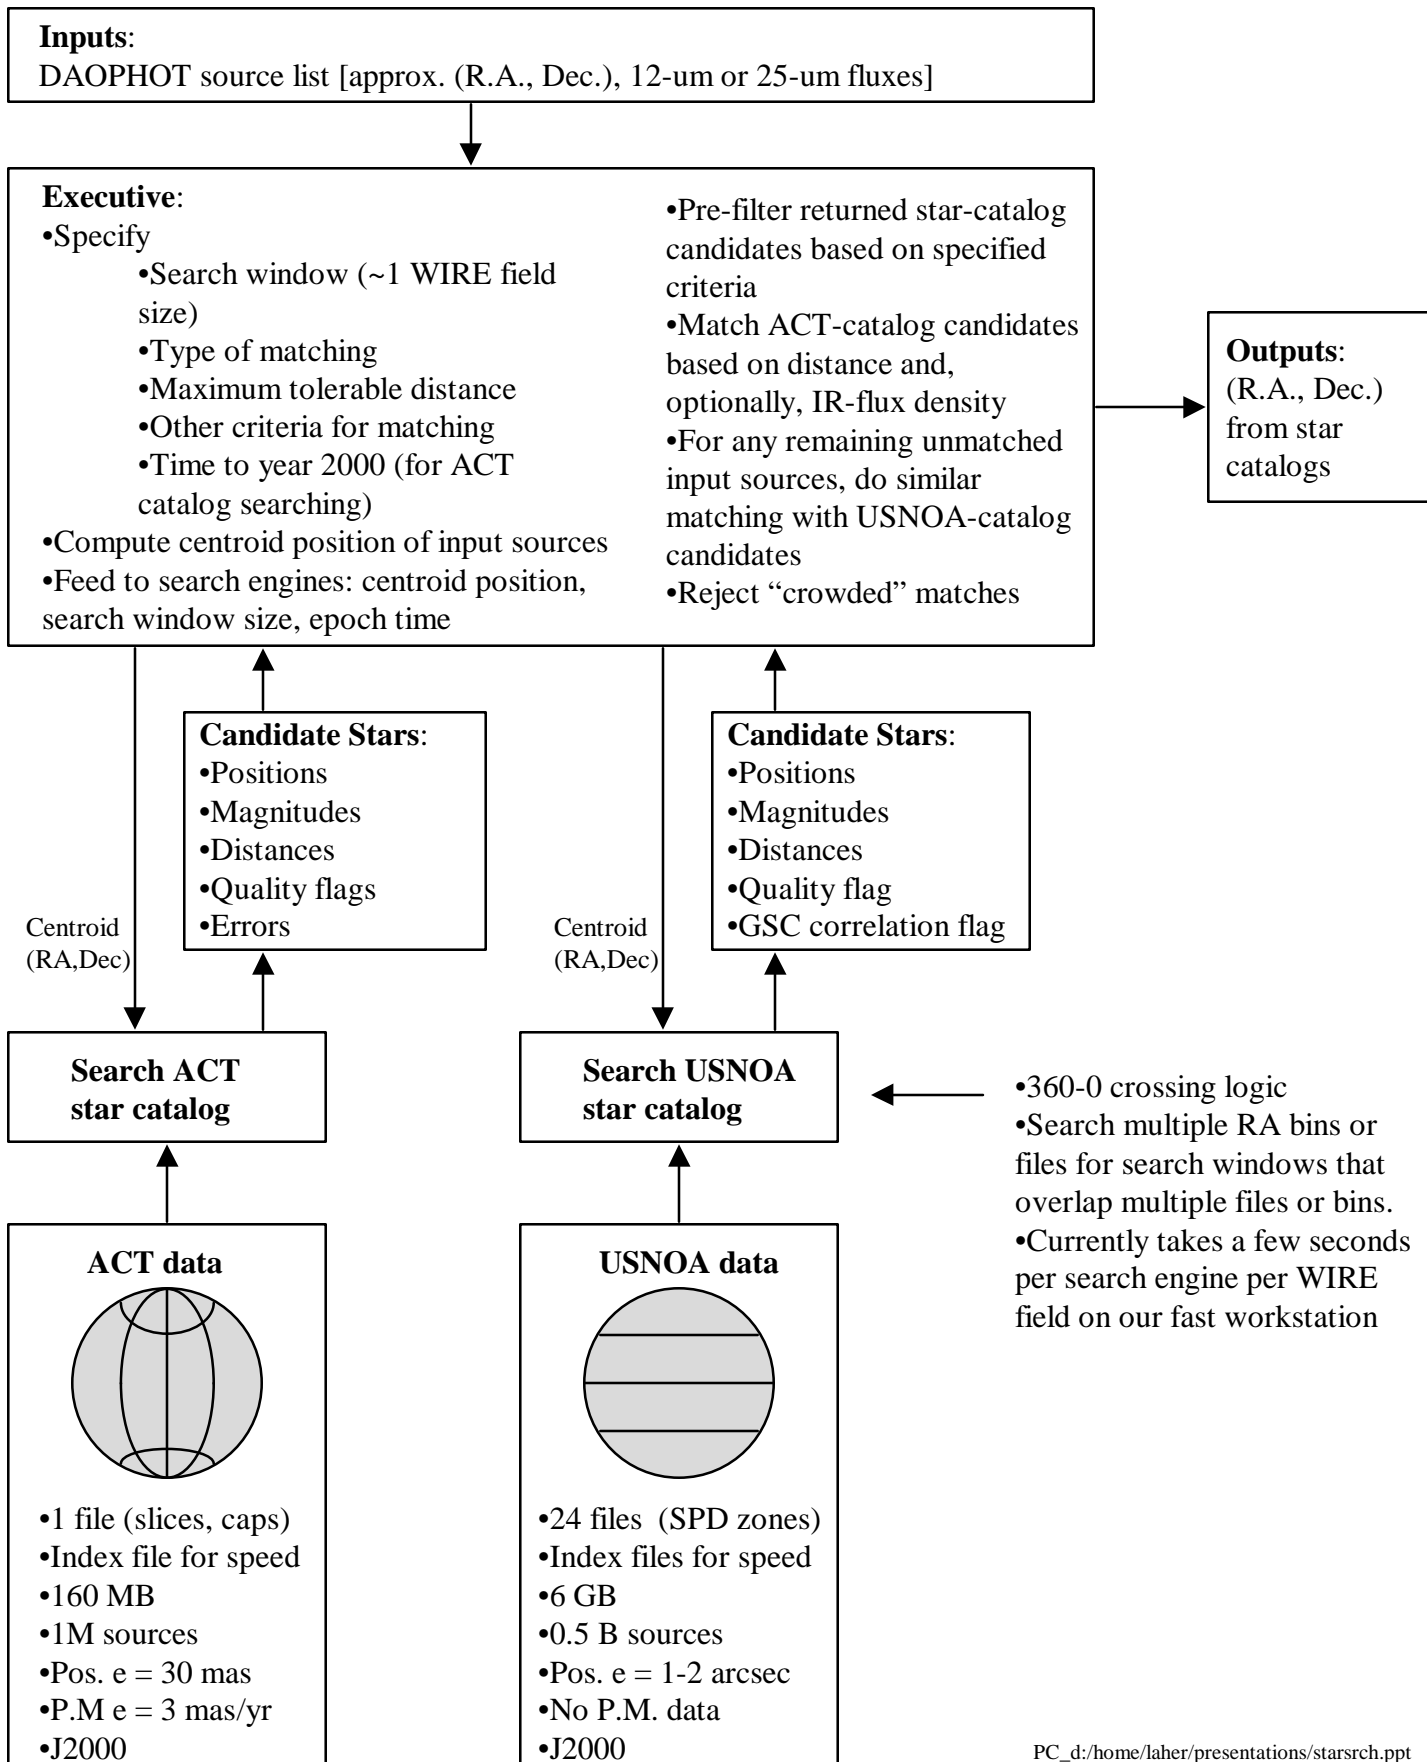 Inputs:
DAOPHOT source list [approx. (R.A., Dec.), 12-um or 25-um fluxes]
Executive:
•Specify
•Search window (~1 WIRE field
size)
•Type of matching
•Maximum tolerable distance
•Other criteria for matching
•Time to year 2000 (for ACT
catalog searching)
•Compute centroid position of input sources
•Feed to search engines: centroid position,
search window size, epoch time
•Pre-filter returned star-catalog
candidates based on specified
criteria
•Match ACT-catalog candidates
based on distance and,
optionally, IR-flux density
•For any remaining unmatched
input sources, do similar
matching with USNOA-catalog
candidates
•Reject “crowded” matches
Outputs:
(R.A., Dec.)
from star
catalogs
Candidate Stars:
•Positions
•Magnitudes
•Distances
•Quality flags
•Errors
Centroid
(RA,Dec)
Candidate Stars:
•Positions
•Magnitudes
•Distances
•Quality flag
•GSC correlation flag
Centroid
(RA,Dec)
Search ACT
star catalog
Search USNOA
star catalog
•360-0 crossing logic
•Search multiple RA bins or
files for search windows that
overlap multiple files or bins.
•Currently takes a few seconds
per search engine per WIRE
field on our fast workstation
ACT data
•1 file (slices, caps)
•Index file for speed
•160 MB
•1M sources
•Pos. e = 30 mas
•P.M e = 3 mas/yr
•J2000
USNOA data
•24 files  (SPD zones)
•Index files for speed
•6 GB
•0.5 B sources
•Pos. e = 1-2 arcsec
•No P.M. data
•J2000
PC_d:/home/laher/presentations/starsrch.ppt